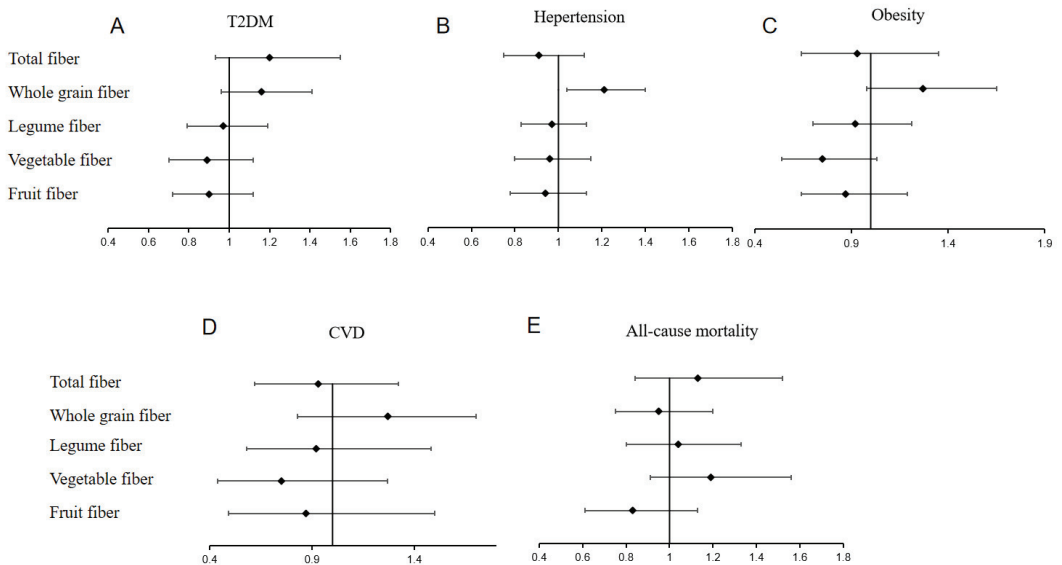 A T2DM
B Hepertension
C Obesity
Total fiber
Whole grain fiber
Legume fiber
Vegetable fiber
Fruit fiber
0.4 0.6 0.8 1 1.2 1.4 1.6 1.8
0.4 0.6 0.8 1 1.2 1.4 1.6 1.8
0.4 0.9 1.4 1.9
D CVD
E All-cause mortality
Total fiber
Whole grain fiber
Legume fiber
Vegetable fiber
Fruit fiber
0.4 0.9 1.4
0.4 0.6 0.8 1 1.2 1.4 1.6 1.8